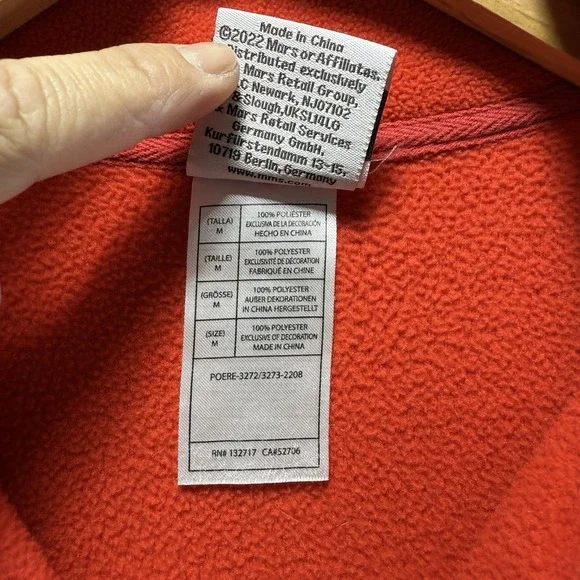 Made in China
©2022 Mars or Affiliates.
Distributed exclusively
Mars Retail Group,
C Newark, NJ07102
&Slough,UKSL14LG
& Mars Retail Services
Germany GmbH,
Kurfürstendamm 13-15,
10719 Berlin, Germany
www.mms.com
(TALLA) M
100% POLIÉSTER
EXCLUSIVA DE LA DECORACIÓN
HECHO EN CHINA
(TAILLE) M
100% POLYESTER
EXCLUSIVITÉ DE DÉCORATION
FABRIQUÉ EN CHINE
(GRÖSSE) M
100% POLYESTER
AUßER DEKORATIONEN
IN CHINA HERGESTELLT
(SIZE) M
100% POLYESTER
EXCLUSIVE OF DECORATION
MADE IN CHINA
POERE-3272/3273-2208
RN# 132717 CA#52706